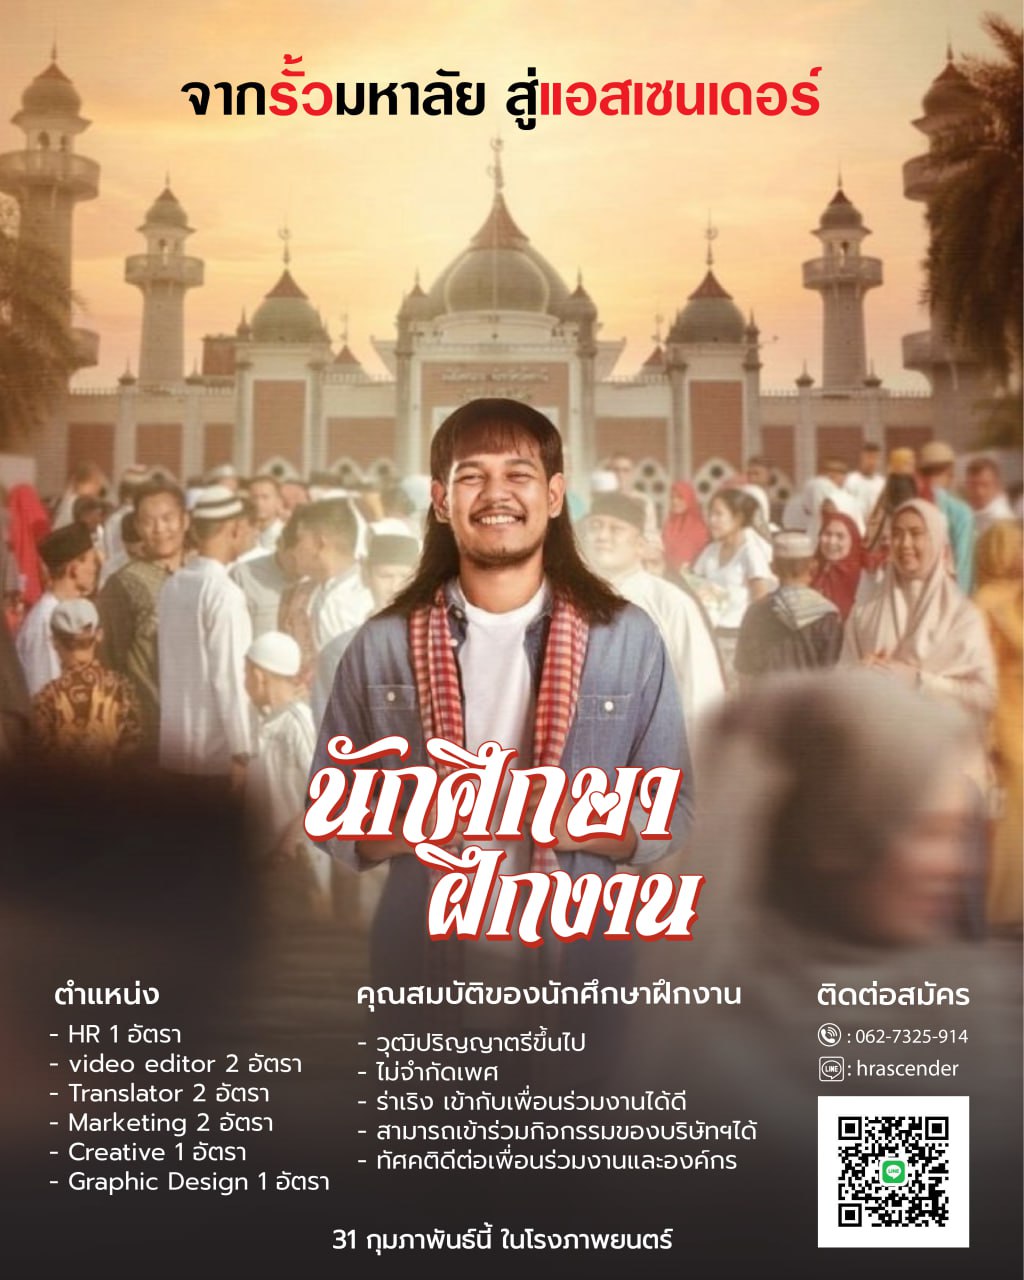 จากรั้วมหาลัย สู่แอสเซนเดอร์
นักศึกษา
ฝึกงาน
ตำแหน่ง
- HR 1 อัตรา
- video editor 2 อัตรา
- Translator 2 อัตรา
- Marketing 2 อัตรา
- Creative 1 อัตรา
- Graphic Design 1 อัตรา
คุณสมบัติของนักศึกษาฝึกงาน
- วุฒิปริญญาตรีขึ้นไป
- ไม่จำกัดเพศ
- ร่าเริง เข้ากับเพื่อนร่วมงานได้ดี
- สามารถเข้าร่วมกิจกรรมของบริษัทฯได้
- ทัศคติดีต่อเพื่อนร่วมงานและองค์กร
ติดต่อสมัคร
: 062-7325-914
LINE : hrascender
LINE
31 กุมภาพันธ์นี้ ในโรงภาพยนตร์